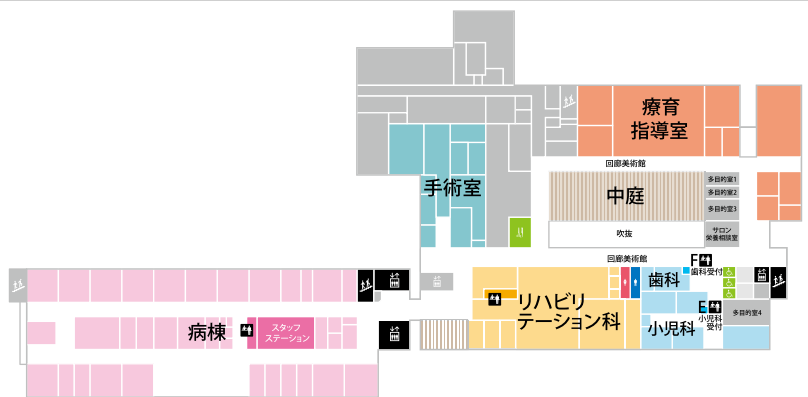 療育
指導室
回廊美術館
多目的室1
多目的室2
多目的室3
手術室
中庭
吹抜
サロン
栄養相談室
回廊美術館
F
歯科受付
歯科
リハビリ
テーション科
E
小児科
受付
小児科
多目的室4
病棟
スタッフ
ステーション